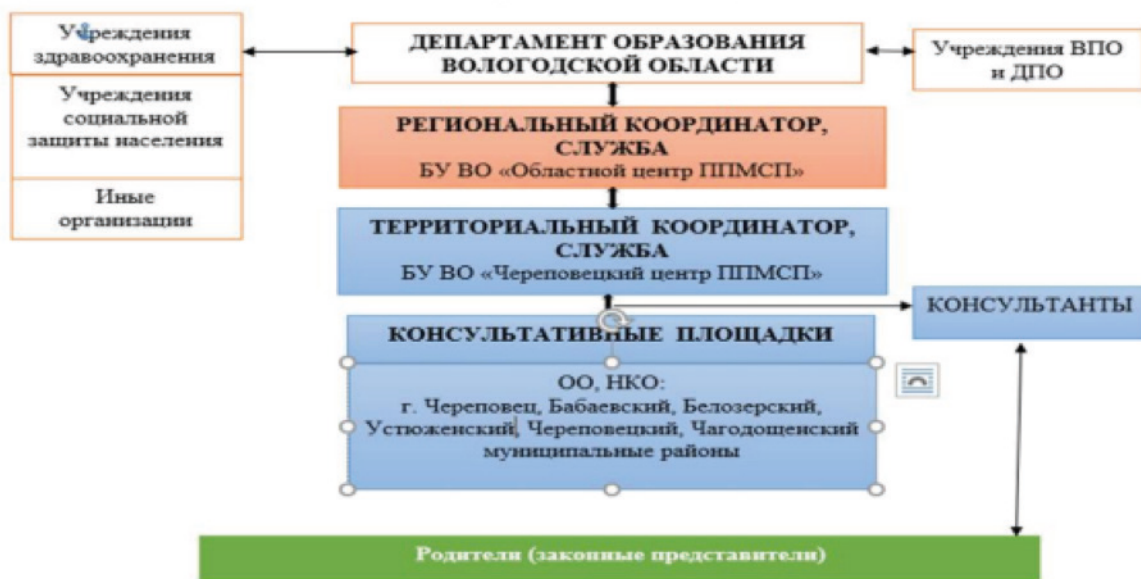 Учреждения
здравоохранения
Учреждения
социальной
защиты населения
Иные
организации
ДЕПАРТАМЕНТ ОБРАЗОВАНИЯ
ВОЛОГОДСКОЙ ОБЛАСТИ
Учреждения ВПО
и ДПО
РЕГИОНАЛЬНЫЙ КООРДИНАТОР,
СЛУЖБА
БУ ВО «Областной центр ППМСП»
ТЕРРИТОРИАЛЬНЫЙ КООРДИНАТОР,
СЛУЖБА
БУ ВО «Череповецкий центр ППМСП»
КОНСУЛЬТАНТЫ
КОНСУЛЬТАТИВНЫЕ ПЛОЩАДКИ
ОО, НКО:
г. Череповец, Бабаевский, Белозерский,
Устюженский, Череповецкий, Чагодощенский
муниципальные районы
Родители (законные представители)